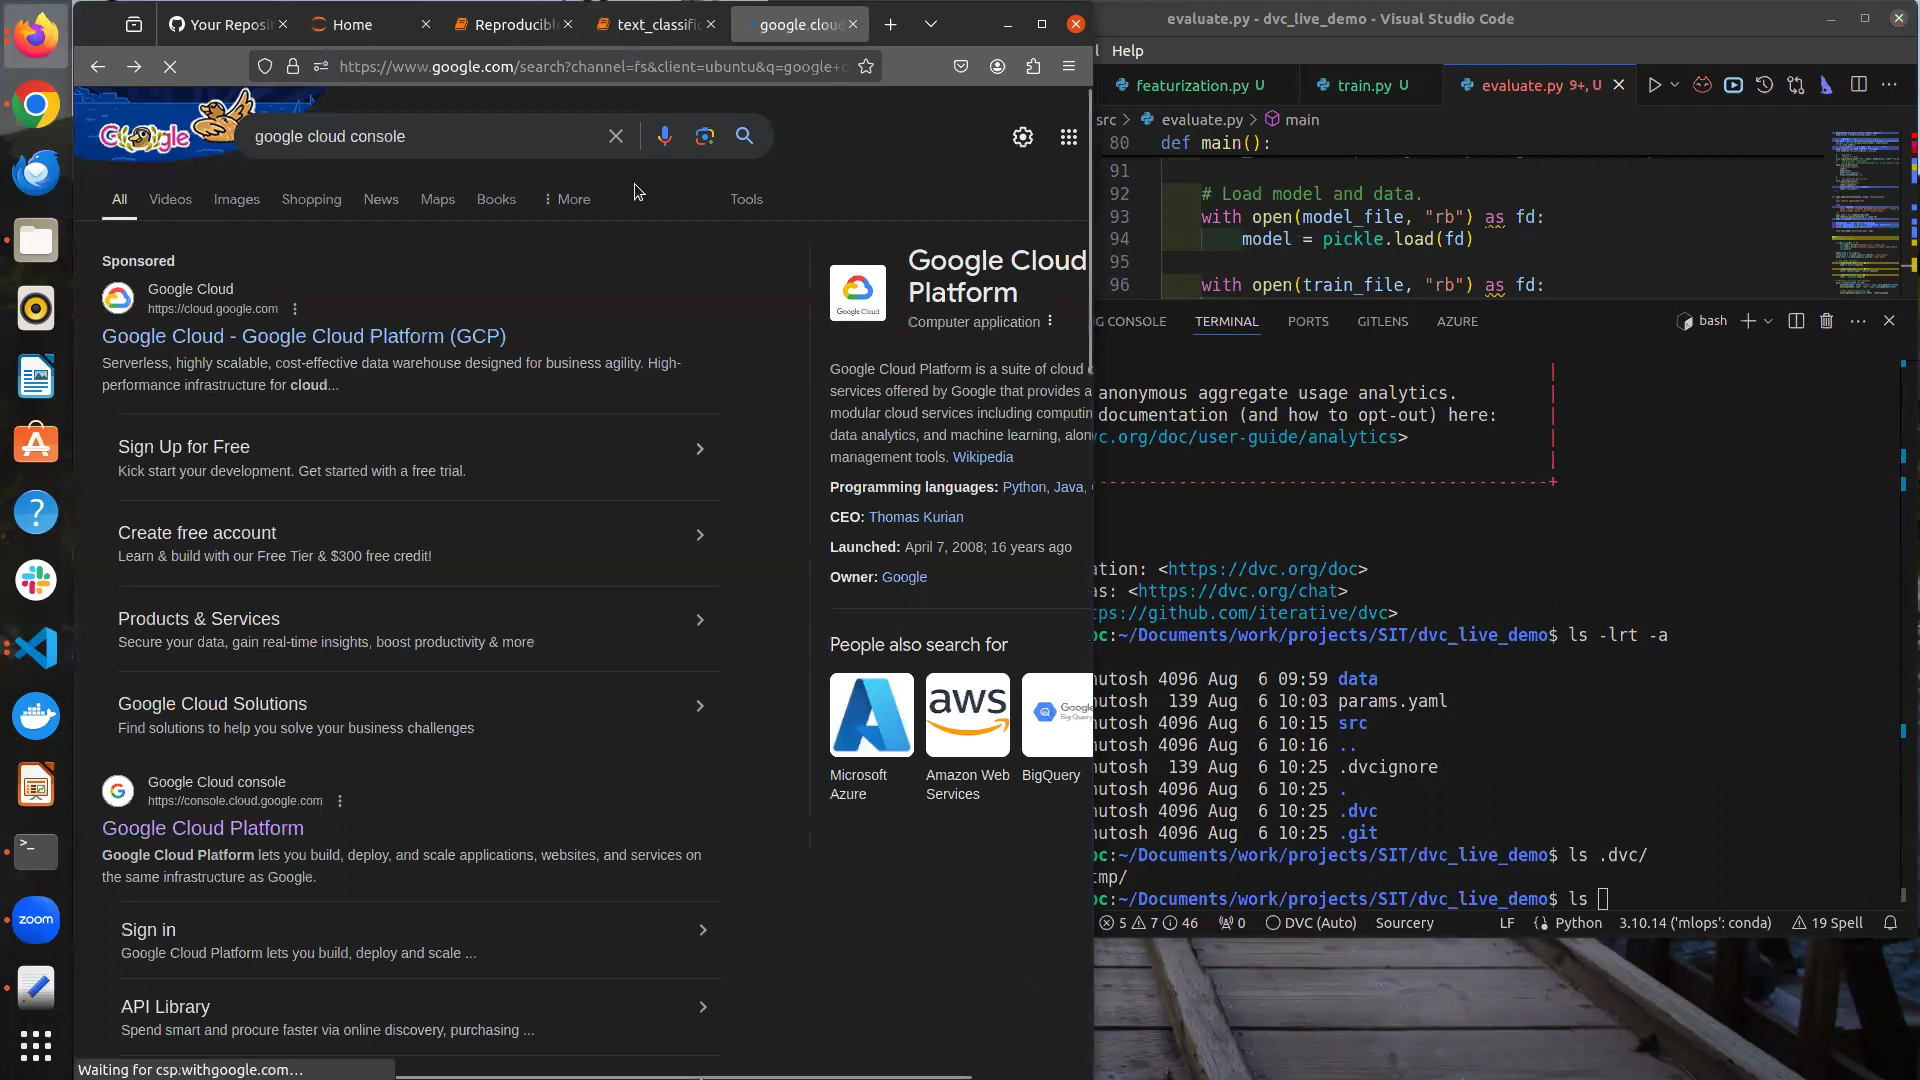 Your Reposi
Home
Reproducible
text_classific
google.cloud
https://www.google.com/search?channel=fs&client=ubuntu&q=google+c
Google
google cloud console
All
Videos
Images
Shopping
News
Maps
Books
More
Tools
Sponsored
Google Cloud
https://cloud.google.com
Google Cloud - Google Cloud Platform (GCP)
Serverless, highly scalable, cost-effective data warehouse designed for business agility. High-
performance infrastructure for cloud...
Sign Up for Free
Kick start your development. Get started with a free trial.
Create free account
Learn & build with our Free Tier & $300 free credit!
Products & Services
Secure your data, gain real-time insights, boost productivity & more
Google Cloud Solutions
Find solutions to help you solve your business challenges
Google Cloud console
https://console.cloud.google.com
Google Cloud Platform
Google Cloud Platform lets you build, deploy, and scale applications, websites, and services on
the same infrastructure as Google.
Sign in
Google Cloud Platform lets you build, deploy and scale ...
API Library
Spend smart and procure faster via online discovery, purchasing ...
Waiting for csp.withgoogle.com...
Google Cloud
Google Cloud
Platform
Computer application
Google Cloud Platform is a suite of cloud
services offered by Google that provides a
modular cloud services including computin
data analytics, and machine learning, alon
management tools. Wikipedia
Programming languages: Python, Java,
CEO: Thomas Kurian
Launched: April 7, 2008; 16 years ago
Owner: Google
People also search for
aws
Google
Big Query
Microsoft
Azure
Amazon Web
Services
BigQuery
zoom
evaluate.py - dvc_live_demo - Visual Studio Code
l Help
featurization.py U
train.py U
evaluate.py 9+, U
src > evaluate.py > main
80 def main():
91
92 # Load model and data.
93 with open(model_file, "rb") as fd:
94 model = pickle.load(fd)
95
96 with open(train_file, "rb") as fd:
G CONSOLE
TERMINAL
PORTS
GITLENS
AZURE
bash
anonymous aggregate usage analytics.
documentation (and how to opt-out) here:
vc.org/doc/user-guide/analytics>
ation: <https://dvc.org/doc>
as: <https://dvc.org/chat>
tps://github.com/iterative/dvc>
oc:~/Documents/work/projects/SIT/dvc_live_demo$ ls -lrt -a
utosh 4096 Aug 6 09:59 data
utosh 139 Aug 6 10:03 params.yaml
utosh 4096 Aug 6 10:15 src
utosh 4096 Aug 6 10:16 ..
utosh 139 Aug 6 10:25 .dvcignore
utosh 4096 Aug 6 10:25 .
utosh 4096 Aug 6 10:25 .dvc
utosh 4096 Aug 6 10:25 .git
oc:~/Documents/work/projects/SIT/dvc_live_demo$ ls .dvc/
mp/
oc:~/Documents/work/projects/SIT/dvc_live_demo$ ls
5 7 46 0 DVC (Auto) Sourcery LF Python 3.10.14 ('mlops': conda) 19 Spell